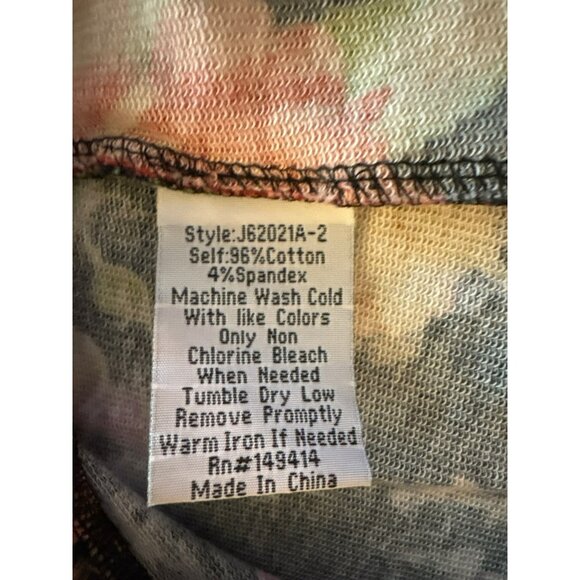 Style:J62021A-2
Self:96%Cotton
4%Spandex
Machine Wash Cold
With like Colors
Only Non
Chlorine Bleach
When Needed
Tumble Dry Low
Remove Promptly
Warm Iron If Needed
Rn#149414
Made In China